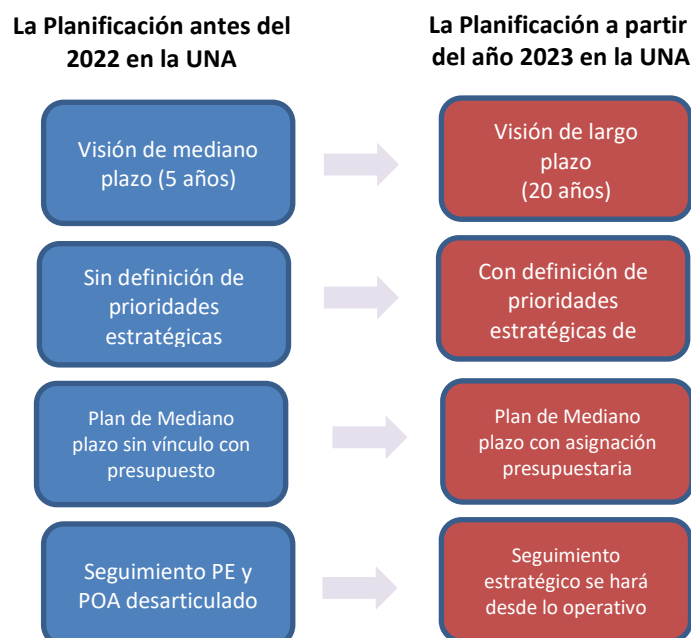 La Planificación antes del
2022 en la UNA
La Planificación a partir
del año 2023 en la UNA
Visión de mediano
plazo (5 años)
Visión de largo
plazo
(20 años)
Sin definición de
prioridades
estratégicas
Con definición de
prioridades
estratégicas de
Plan de Mediano
plazo sin vínculo con
presupuesto
Plan de Mediano
plazo con asignación
presupuestaria
Seguimiento PE y
POA desarticulado
Seguimiento
estratégico se hará
desde lo operativo